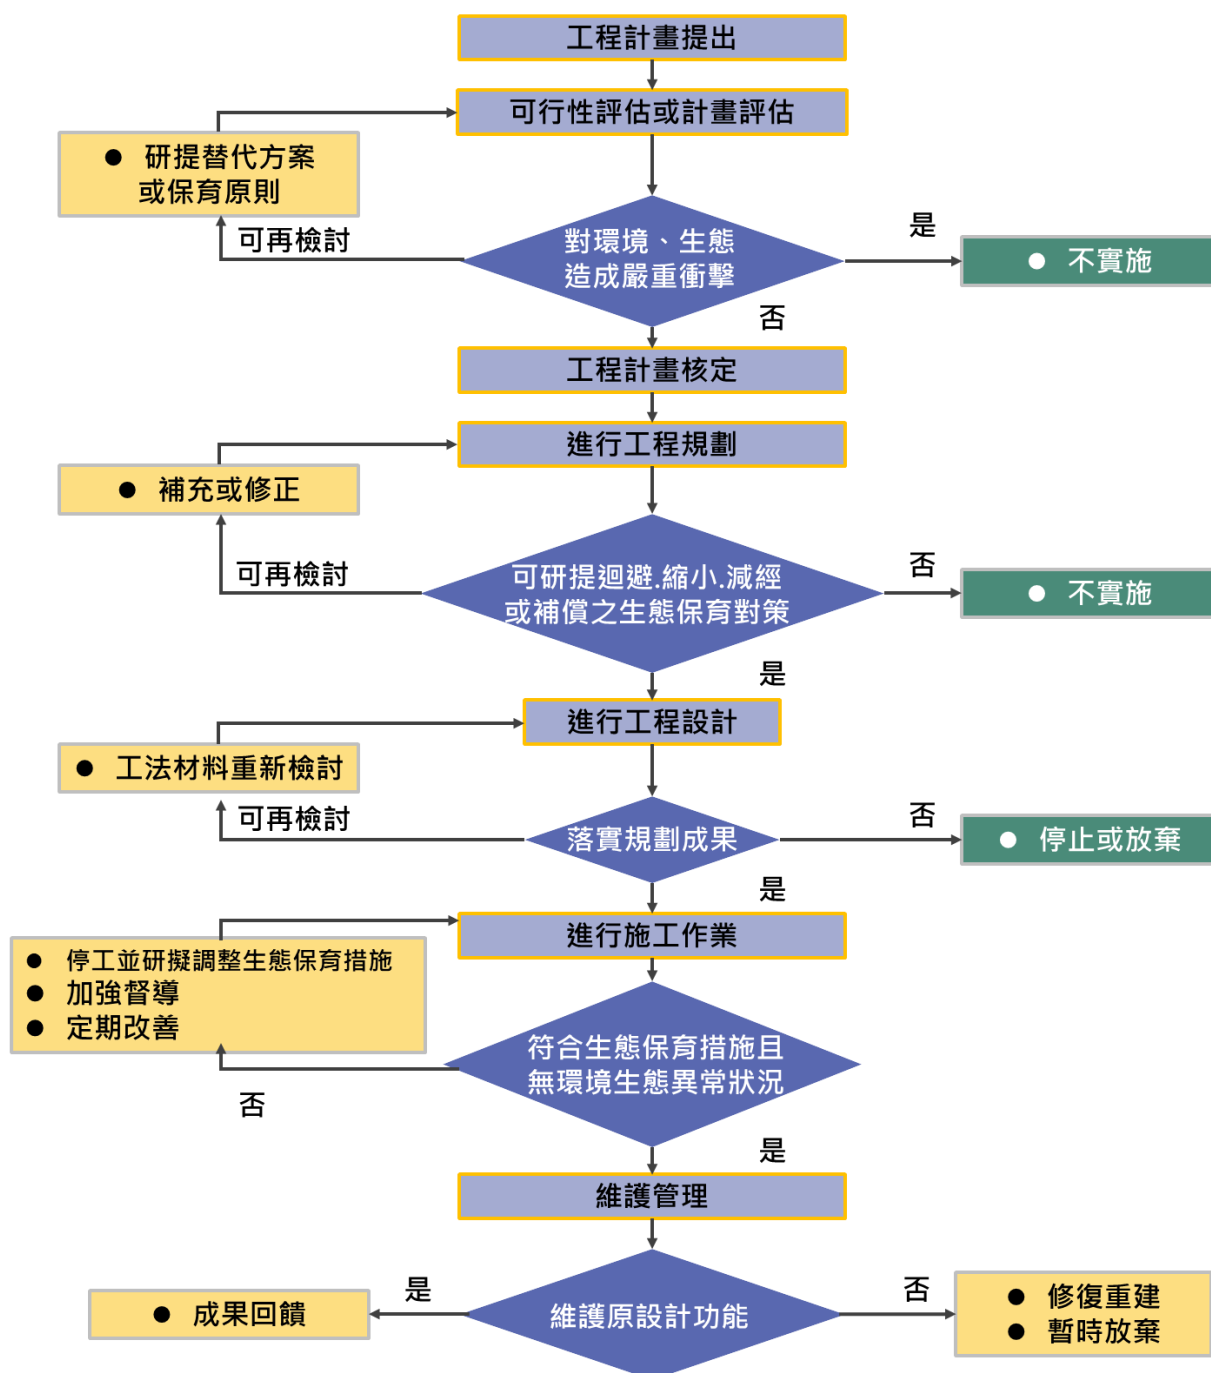 工程計畫提出
可行性評估或計畫評估
● 研提替代方案
或保育原則
可再檢討
對環境、生態
造成嚴重衝擊
是
● 不實施
否
工程計畫核定
進行工程規劃
● 補充或修正
可再檢討
可研提迴避.縮小.減經
或補償之生態保育對策
否
● 不實施
是
進行工程設計
● 工法材料重新檢討
可再檢討
落實規劃成果
否
● 停止或放棄
是
進行施工作業
● 停工並研擬調整生態保育措施
● 加強督導
● 定期改善
符合生態保育措施且
無環境生態異常狀況
否
是
維護管理
● 成果回饋
是
維護原設計功能
否
● 修復重建
● 暫時放棄